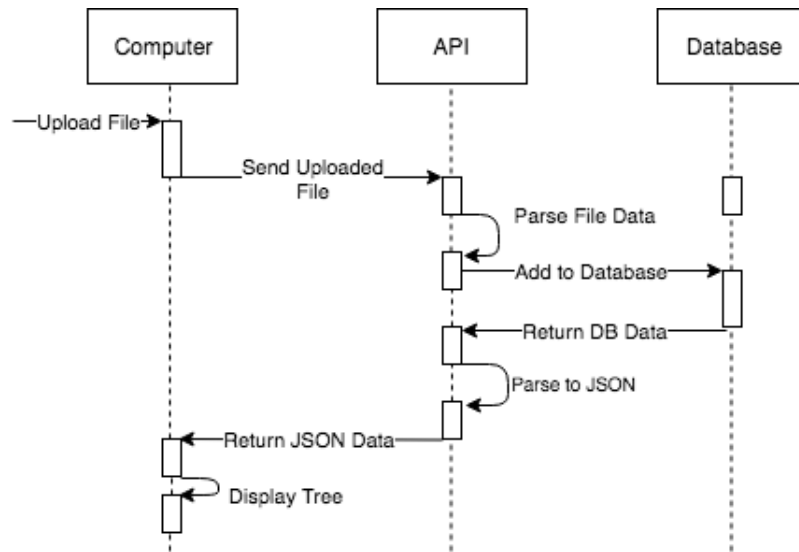 Computer
API
Database
Upload File
Send Uploaded
File
Parse File Data
Add to Database
Return DB Data
Parse to JSON
Return JSON Data
Display Tree